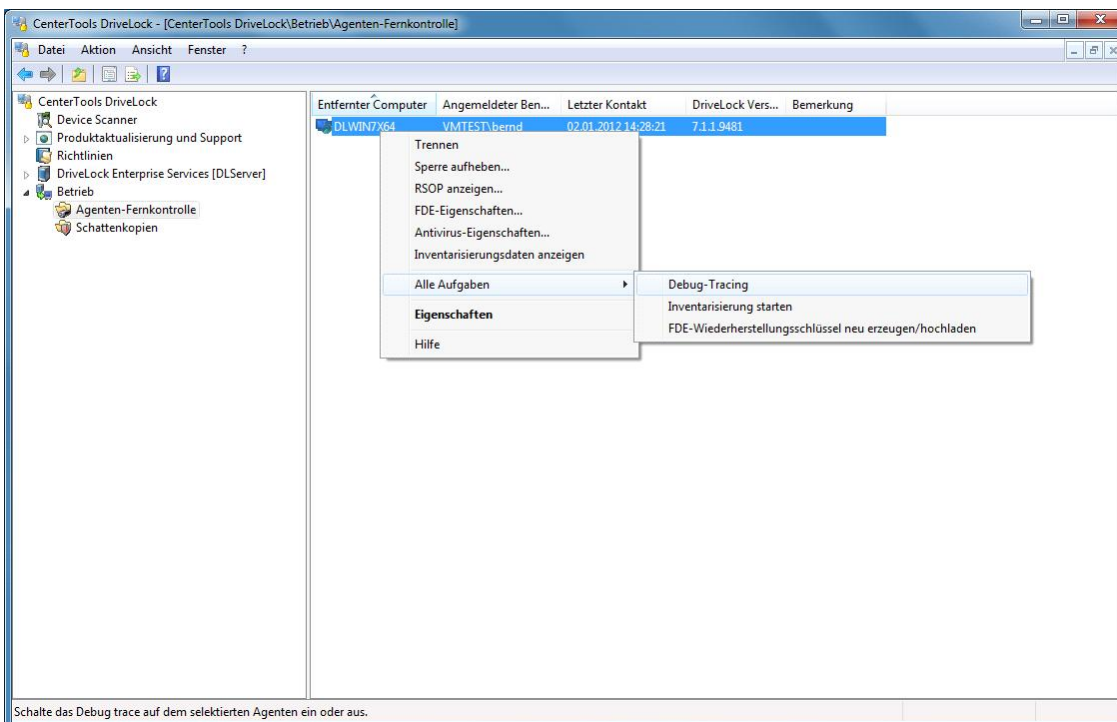 CenterTools DriveLock - [CenterTools DriveLock\Betrieb\Agenten-Fernkontrolle]
Datei Aktion Ansicht Fenster ?
CenterTools DriveLock
Device Scanner
Produktaktualisierung und Support
Richtlinien
DriveLock Enterprise Services [DLServer]
Betrieb
Agenten-Fernkontrolle
Schattenkopien
Entfernter Computer Angemeldeter Ben... Letzter Kontakt DriveLock Vers... Bemerkung
DLWIN7X64 VMTEST\bernd 02.01.2012 14:28:21 7.1.1.9481
Trennen
Sperre aufheben...
RSOP anzeigen...
FDE-Eigenschaften...
Antivirus-Eigenschaften...
Inventarisierungsdaten anzeigen
Alle Aufgaben
Eigenschaften
Hilfe
Debug-Tracing
Inventarisierung starten
FDE-Wiederherstellungsschlüssel neu erzeugen/hochladen
Schalte das Debug trace auf dem selektierten Agenten ein oder aus.